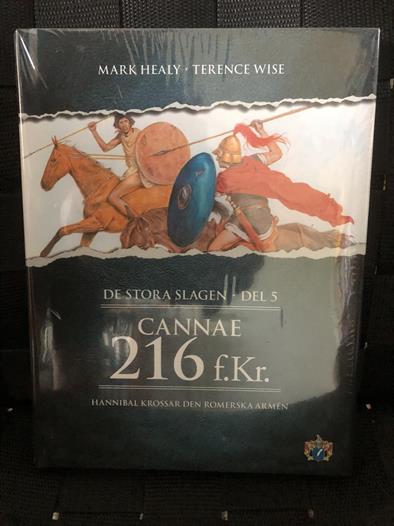 MARK HEALY · TERENCE WISE
DE STORA SLAGEN · DEL 5
CANNAE
216 f.Kr.
HANNIBAL KROSSAR DEN ROMERSKA ARMÉN